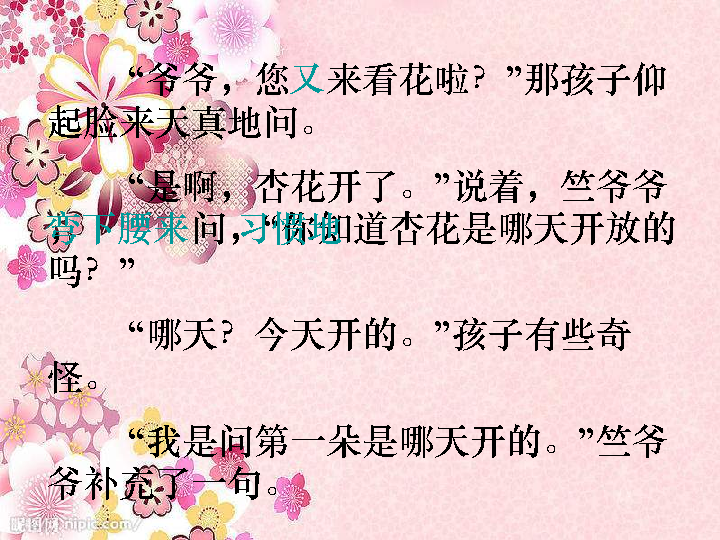 “爷爷，您又来看花啦？”那孩子仰
起脸来天真地问。
“是啊，杏花开了。”说着，竺爷爷
弯下腰来问，习惯地“你知道杏花是哪天开放的
吗？”
“哪天？今天开的。”孩子有些奇
怪。
“我是问第一朵是哪天开的。”竺爷
爷补充了一句。
昵图网 nipic.com/